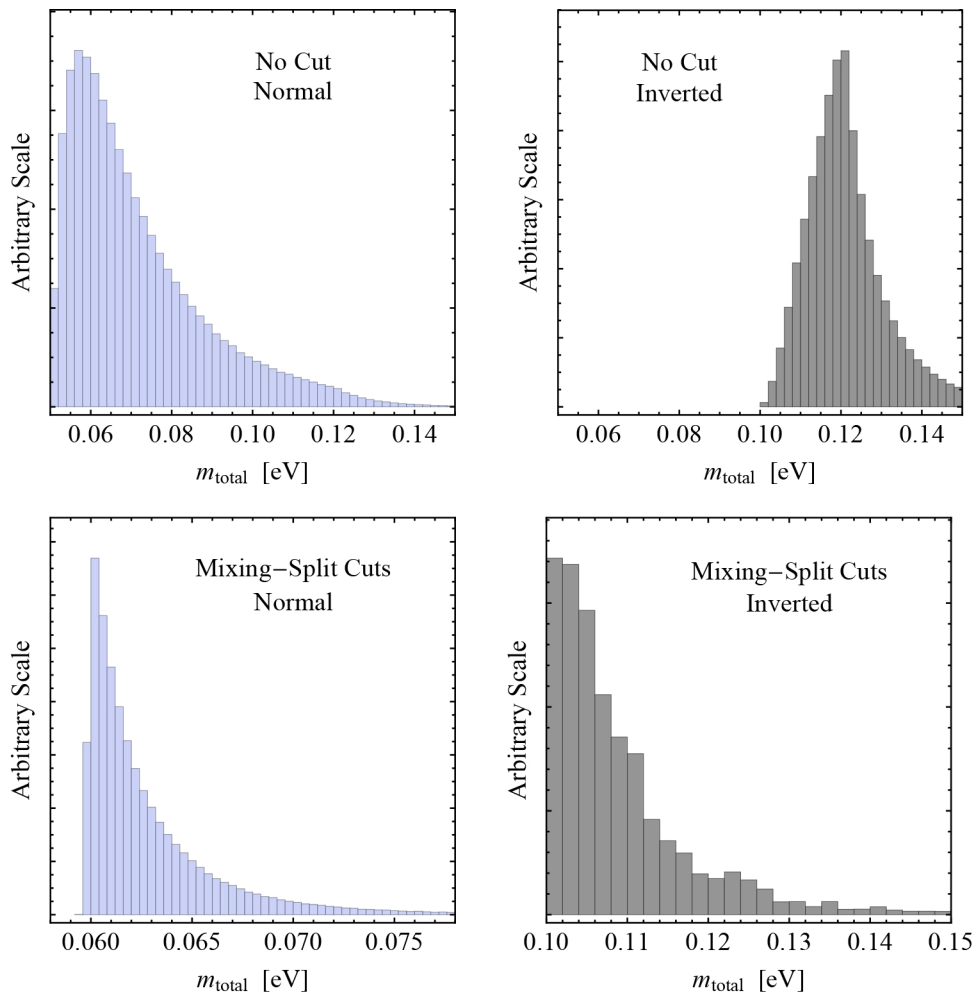 No Cut
Normal
Arbitrary Scale
0.06 0.08 0.10 0.12 0.14
m_total [eV]
No Cut
Inverted
Arbitrary Scale
0.06 0.08 0.10 0.12 0.14
m_total [eV]
Mixing−Split Cuts
Normal
Arbitrary Scale
0.060 0.065 0.070 0.075
m_total [eV]
Mixing−Split Cuts
Inverted
Arbitrary Scale
0.10 0.11 0.12 0.13 0.14 0.15
m_total [eV]